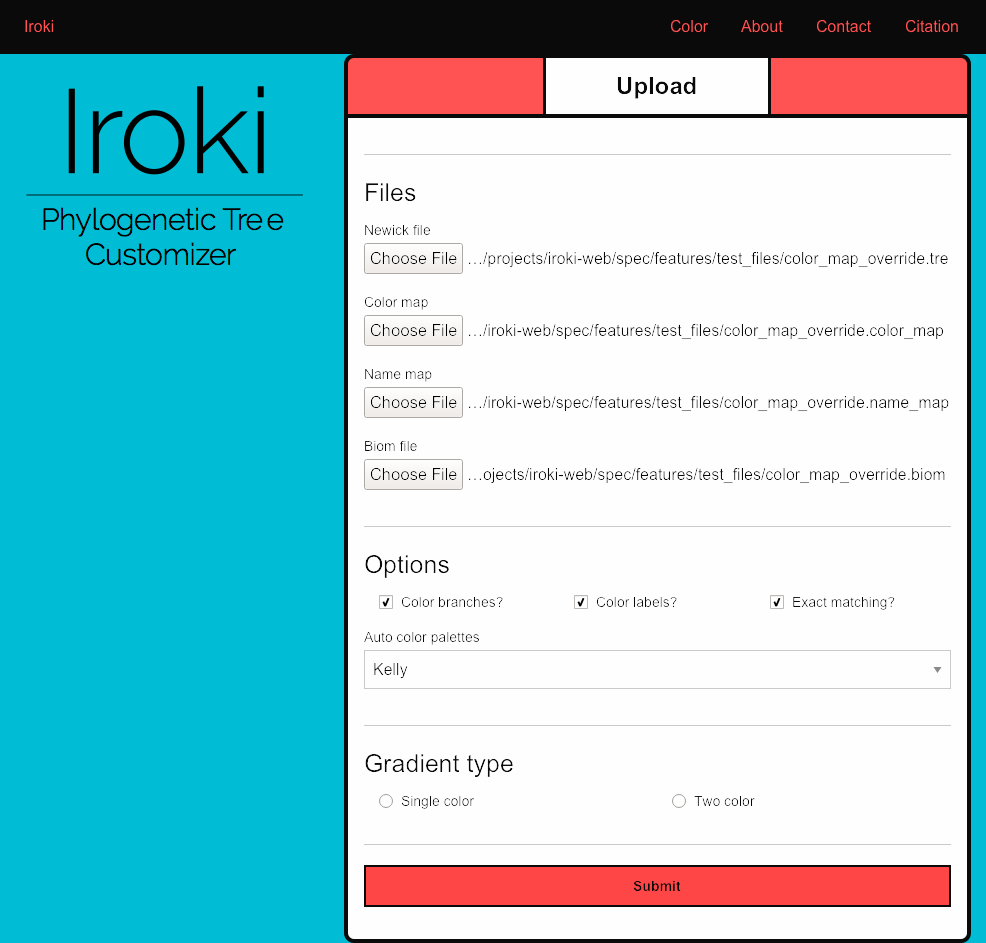 Iroki
Color
About
Contact
Citation
Iroki
Phylogenetic Tree
Customizer
Upload
Files
Newick file
Choose File …/projects/iroki-web/spec/features/test_files/color_map_override.tre
Color map
Choose File …/iroki-web/spec/features/test_files/color_map_override.color_map
Name map
Choose File …/iroki-web/spec/features/test_files/color_map_override.name_map
Biom file
Choose File …ojects/iroki-web/spec/features/test_files/color_map_override.biom
Options
Color branches?
Color labels?
Exact matching?
Auto color palettes
Kelly
Gradient type
Single color
Two color
Submit